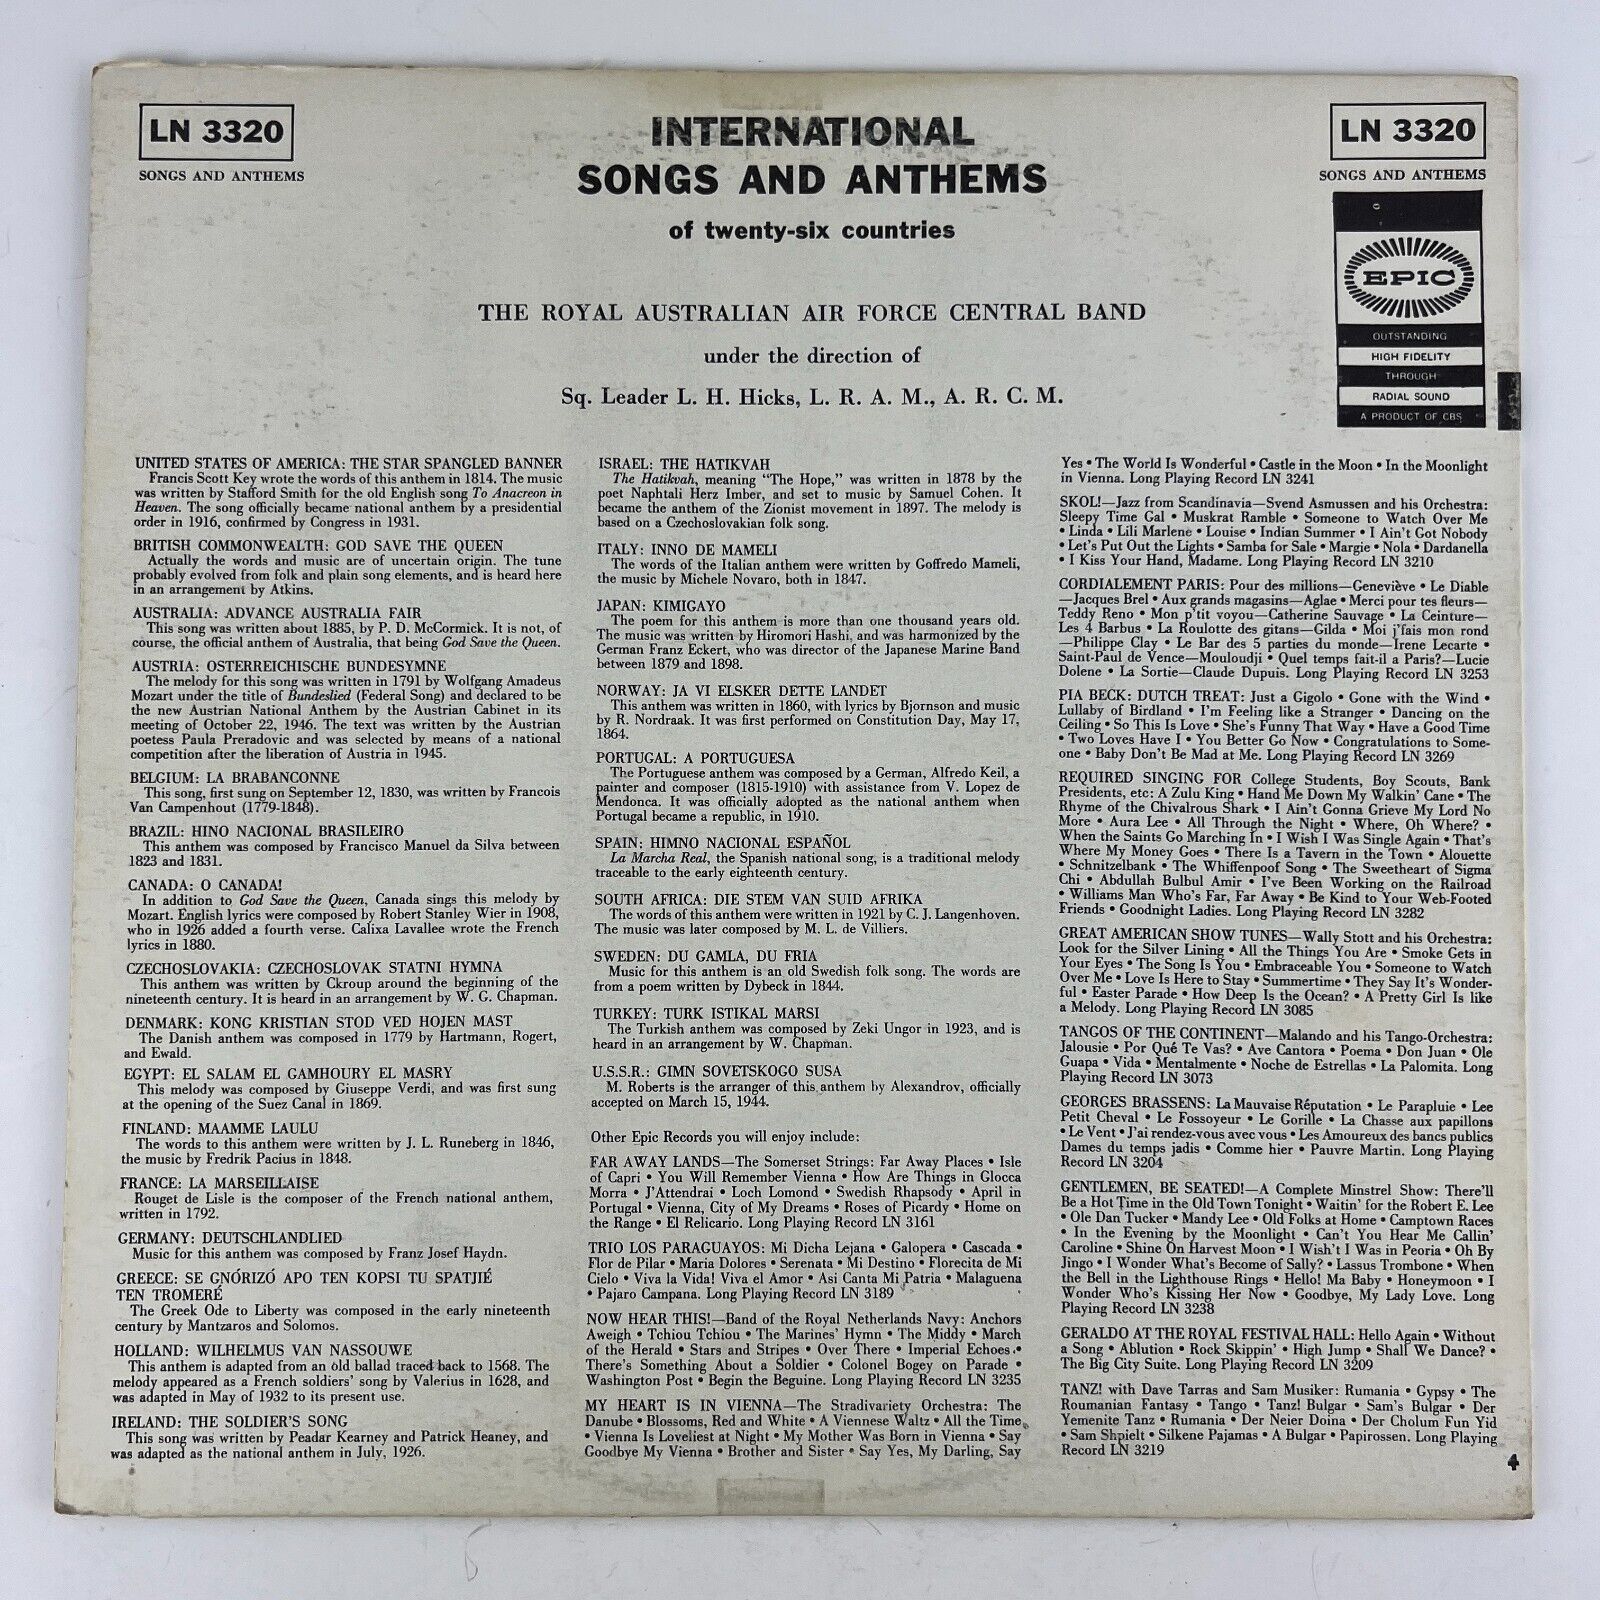 LN 3320
SONGS AND ANTHEMS
INTERNATIONAL
SONGS AND ANTHEMS
of twenty-six countries
LN 3320
SONGS AND ANTHEMS
EPIC
OUTSTANDING
HIGH FIDELITY
THROUGH
RADIAL SOUND
A PRODUCT OF CBS
THE ROYAL AUSTRALIAN AIR FORCE CENTRAL BAND
under the direction of
Sq. Leader L. H. Hicks, L. R. A. M., A. R. C. M.
UNITED STATES OF AMERICA: THE STAR SPANGLED BANNER
Francis Scott Key wrote the words of this anthem in 1814. The
music was written by Stafford Smith for the old English song To Anacreon in
Heaven. The song officially became national anthem by a presidential
order in 1916, confirmed by Congress in 1931.
BRITISH COMMONWEALTH: GOD SAVE THE QUEEN
Actually the words and music are of uncertain origin. The tune
probably evolved from folk and plain song elements, and is heard here
in an arrangement by Atkins.
AUSTRALIA: ADVANCE AUSTRALIA FAIR
This song was written about 1885, by P. D. McCormick. It is not, of
course, the official anthem of Australia, that being God Save the Queen.
AUSTRIA: OSTERREICHISCHE BUNDESYMNE
The melody for this song was written in 1791 by Wolfgang Amadeus
Mozart under the title of Bundeslied (Federal Song) and declared to be
the new Austrian National Anthem by the Austrian Cabinet in its
meeting of October 22, 1946. The text was written by the Austrian
poetess Paula Preradovic and was selected by means of a national
competition after the liberation of Austria in 1945.
BELGIUM: LA BRABANCONNE
This song, first sung on September 12, 1830, was written by Francois
Van Campenhout (1779-1848).
BRAZIL: HINO NACIONAL BRASILEIRO
This anthem was composed by Francisco Manuel da Silva between
1823 and 1831.
CANADA: O CANADA!
In addition to God Save the Queen, Canada sings this melody by
Mozart. English lyrics were composed by Robert Stanley Wier in 1908,
who in 1926 added a fourth verse. Calixa Lavallee wrote the French
lyrics in 1880.
CZECHOSLOVAKIA: CZECHOSLOVAK STATNI HYMNA
This anthem was written by Ckroup around the beginning of the
nineteenth century. It is heard in an arrangement by W. G. Chapman.
DENMARK: KONG KRISTIAN STOD VED HOJEN MAST
The Danish anthem was composed in 1779 by Hartmann, Rogert,
and Ewald.
EGYPT: EL SALAM EL GAMHOURY EL MASRY
This melody was composed by Giuseppe Verdi, and was first sung
at the opening of the Suez Canal in 1869.
FINLAND: MAAMME LAULU
The words to this anthem were written by J. L. Runeberg in 1846,
the music by Fredrik Pacius in 1848.
FRANCE: LA MARSEILLAISE
Rouget de Lisle is the composer of the French national anthem,
written in 1792.
GERMANY: DEUTSCHLANDLIED
Music for this anthem was composed by Franz Josef Haydn.
GREECE: SE GNÓRIZÓ APO TEN KOPSI TU SPATJIÉ
TEN TROMERÉ
The Greek Ode to Liberty was composed in the early nineteenth
century by Mantzaros and Solomos.
HOLLAND: WILHELMUS VAN NASSOUWE
This anthem is adapted from an old ballad traced back to 1568. The
melody appeared as a French soldiers' song by Valerius in 1628, and
was adapted in May of 1932 to its present use.
IRELAND: THE SOLDIER'S SONG
This song was written by Peadar Kearney and Patrick Heaney, and
was adapted as the national anthem in July, 1926.
ISRAEL: THE HATIKVAH
The Hatikvah, meaning "The Hope," was written in 1878 by the
poet Naphtali Herz Imber, and set to music by Samuel Cohen. It
became the anthem of the Zionist movement in 1897. The melody is
based on a Czechoslovakian folk song.
ITALY: INNO DE MAMELI
The words of the Italian anthem were written by Goffredo Mameli,
the music by Michele Novaro, both in 1847.
JAPAN: KIMIGAYO
The poem for this anthem is more than one thousand years old.
The music was written by Hiromori Hashi, and was harmonized by the
German Franz Eckert, who was director of the Japanese Marine Band
between 1879 and 1898.
NORWAY: JA VI ELSKER DETTE LANDET
This anthem was written in 1860, with lyrics by Bjornson and music
by R. Nordraak. It was first performed on Constitution Day, May 17,
1864.
PORTUGAL: A PORTUGUESA
The Portuguese anthem was composed by a German, Alfredo Keil, a
painter and composer (1815-1910) with assistance from V. Lopez de
Mendonca. It was officially adopted as the national anthem when
Portugal became a republic, in 1910.
SPAIN: HIMNO NACIONAL ESPAÑOL
La Marcha Real, the Spanish national song, is a traditional melody
traceable to the early eighteenth century.
SOUTH AFRICA: DIE STEM VAN SUID AFRIKA
The words of this anthem were written in 1921 by C. J. Langenhoven.
The music was later composed by M. L. de Villiers.
SWEDEN: DU GAMLA, DU FRIA
Music for this anthem is an old Swedish folk song. The words are
from a poem written by Dybeck in 1844.
TURKEY: TURK ISTIKAL MARSI
The Turkish anthem was composed by Zeki Ungor in 1923, and is
heard in an arrangement by W. Chapman.
U.S.S.R.: GIMN SOVETSKOGO SUSA
M. Roberts is the arranger of this anthem by Alexandrov, officially
accepted on March 15, 1944.
Other Epic Records you will enjoy include:
FAR AWAY LANDS—The Somerset Strings: Far Away Places • Isle
of Capri • You Will Remember Vienna • How Are Things in Glocca
Morra • J'Attendrai • Loch Lomond • Swedish Rhapsody • April in
Portugal • Vienna, City of My Dreams • Roses of Picardy • Home on
the Range • El Relicario. Long Playing Record LN 3161
TRIO LOS PARAGUAYOS: Mi Dicha Lejana • Galopera • Cascada •
Flor de Pilar • Maria Dolores • Serenata • Mi Destino • Florecita de Mi
Cielo • Viva la Vida! Viva el Amor • Asi Canta Mi Patria • Malaguena
• Pajaro Campana. Long Playing Record LN 3189
NOW HEAR THIS!—Band of the Royal Netherlands Navy: Anchors
Aweigh • Tchiou Tchiou • The Marines' Hymn • The Middy • March
of the Herald • Stars and Stripes • Over There • Imperial Echoes •
There's Something About a Soldier • Colonel Bogey on Parade •
Washington Post • Begin the Beguine. Long Playing Record LN 3235
MY HEART IS IN VIENNA—The Stradivariety Orchestra: The
Danube • Blossoms, Red and White • A Viennese Waltz • All the Time
• Vienna Is Loveliest at Night • My Mother Was Born in Vienna • Say
Goodbye My Vienna • Brother and Sister • Say Yes, My Darling, Say
Yes • The World Is Wonderful • Castle in the Moon • In the Moonlight
in Vienna. Long Playing Record LN 3241
SKOL!—Jazz from Scandinavia—Svend Asmussen and his Orchestra:
Sleepy Time Gal • Muskrat Ramble • Someone to Watch Over Me
• Linda • Lili Marlene • Louise • Indian Summer • I Ain't Got Nobody
• Let's Put Out the Lights • Samba for Sale • Margie • Nola • Dardanella
• I Kiss Your Hand, Madame. Long Playing Record LN 3210
CORDIALEMENT PARIS: Pour des millions—Geneviève • Le Diable
—Jacques Brel • Aux grands magasins—Aglae • Merci pour tes fleurs—
Teddy Reno • Mon p'tit voyou—Catherine Sauvage • La Ceinture—
Les 4 Barbus • La Roulotte des gitans—Gilda • Moi j'fais mon rond
—Philippe Clay • Le Bar des 5 parties du monde—Irene Lecarte •
Saint-Paul de Vence—Mouloudji • Quel temps fait-il a Paris?—Lucie
Dolene • La Sortie—Claude Dupuis. Long Playing Record LN 3253
PIA BECK: DUTCH TREAT: Just a Gigolo • Gone with the Wind •
Lullaby of Birdland • I'm Feeling like a Stranger • Dancing on the
Ceiling • So This Is Love • She's Funny That Way • Have a Good Time
• Two Loves Have I • You Better Go Now • Congratulations to Some-
one • Baby Don't Be Mad at Me. Long Playing Record LN 3269
REQUIRED SINGING FOR College Students, Boy Scouts, Bank
Presidents, etc: A Zulu King • Hand Me Down My Walkin' Cane • The
Rhyme of the Chivalrous Shark • I Ain't Gonna Grieve My Lord No
More • Aura Lee • All Through the Night • Where, Oh Where? •
When the Saints Go Marching In • I Wish I Was Single Again • That's
Where My Money Goes • There Is a Tavern in the Town • Alouette
• Schnitzelbank • The Whiffenpoof Song • The Sweetheart of Sigma
Chi • Abdullah Bulbul Amir • I've Been Working on the Railroad
• Williams Man Who's Far, Far Away • Be Kind to Your Web-Footed
Friends • Goodnight Ladies. Long Playing Record LN 3282
GREAT AMERICAN SHOW TUNES—Wally Stott and his Orchestra:
Look for the Silver Lining • All the Things You Are • Smoke Gets in
Your Eyes • The Song Is You • Embraceable You • Someone to Watch
Over Me • Love Is Here to Stay • Summertime • They Say It's Wonder-
ful • Easter Parade • How Deep Is the Ocean? • A Pretty Girl Is like
a Melody. Long Playing Record LN 3085
TANGOS OF THE CONTINENT—Malando and his Tango-Orchestra:
Jalousie • Por Qué Te Vas? • Ave Cantora • Poema • Don Juan • Ole
Guapa • Vida • Mentalmente • Noche de Estrellas • La Palomita. Long
Playing Record LN 3073
GEORGES BRASSENS: La Mauvaise Réputation • Le Parapluie • Lee
Petit Cheval • Le Fossoyeur • Le Gorille • La Chasse aux papillons
• Le Vent • J'ai rendez-vous avec vous • Les Amoureux des bancs publics
Dames du temps jadis • Comme hier • Pauvre Martin. Long Playing
Record LN 3204
GENTLEMEN, BE SEATED!—A Complete Minstrel Show: There'll
Be a Hot Time in the Old Town Tonight • Waitin' for the Robert E. Lee
• Ole Dan Tucker • Mandy Lee • Old Folks at Home • Camptown Races
• In the Evening by the Moonlight • Can't You Hear Me Callin'
Caroline • Shine On Harvest Moon • I Wish't I Was in Peoria • Oh By
Jingo • I Wonder What's Become of Sally? • Lassus Trombone • When
the Bell in the Lighthouse Rings • Hello! Ma Baby • Honeymoon • I
Wonder Who's Kissing Her Now • Goodbye, My Lady Love. Long
Playing Record LN 3238
GERALDO AT THE ROYAL FESTIVAL HALL: Hello Again • Without
a Song • Ablution • Rock Skippin' • High Jump • Shall We Dance? •
The Big City Suite. Long Playing Record LN 3209
TANZ! with Dave Tarras and Sam Musiker: Rumania • Gypsy • The
Roumanian Fantasy • Tango • Tanz! Bulgar • Sam's Bulgar • Der
Yemenite Tanz • Rumania • Der Neier Doina • Der Cholum Fun Yid
• Sam Shpielt • Silkene Pajamas • A Bulgar • Papirossen. Long Playing
Record LN 3219
4